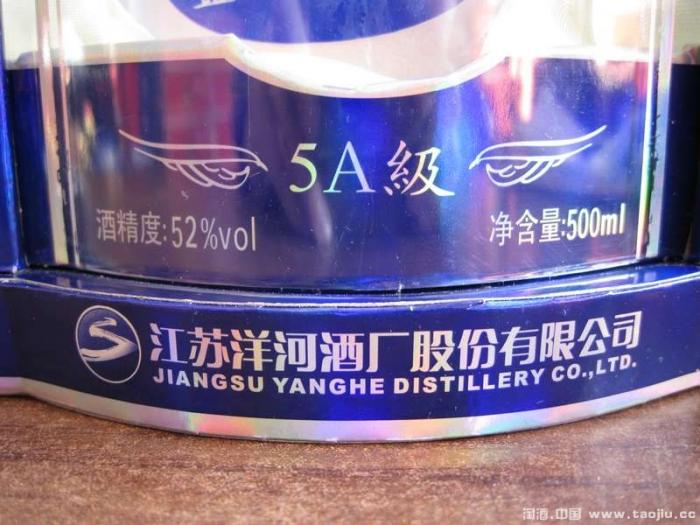 5A級
酒精度:52%vol
净含量:500ml
江苏洋河酒厂股份有限公司
JIANGSU YANGHE DISTILLERY CO.,LTD.
淘酒.中国 www.taojiu.cc